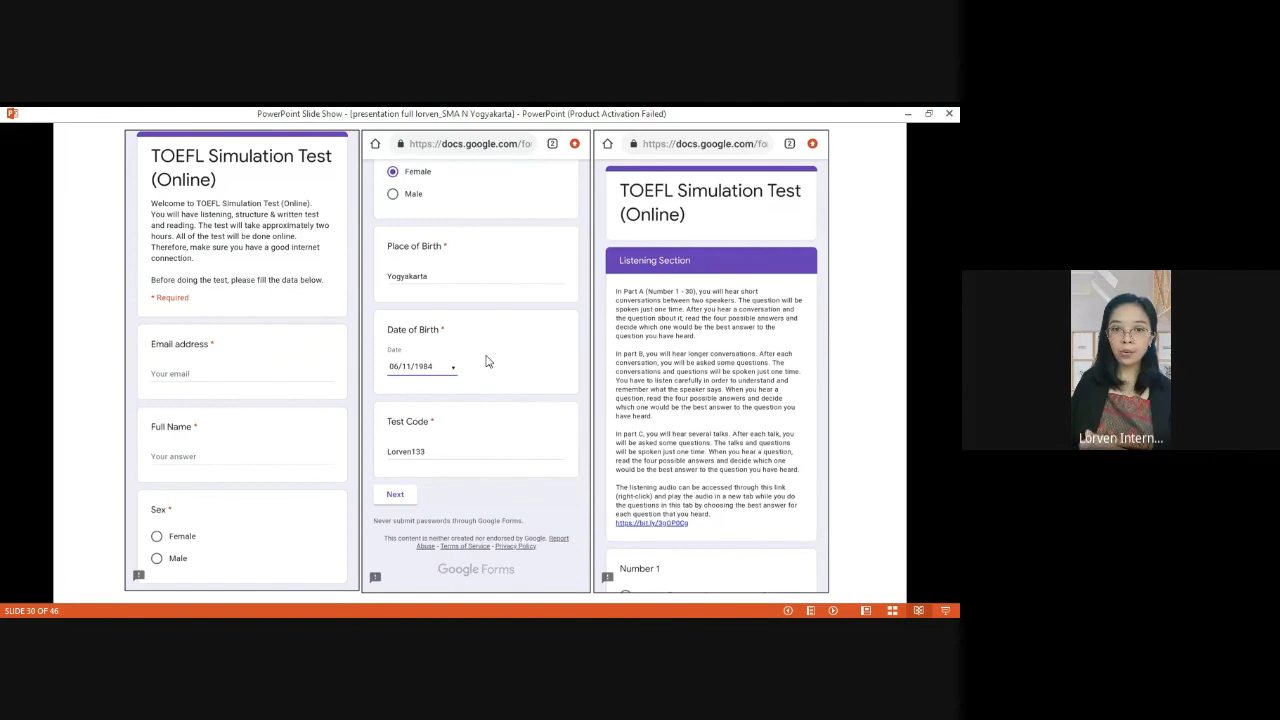 PowerPoint Slide Show - [presentation full lorven_SMA N Yogyakarta] - PowerPoint (Product Activation Failed)
TOEFL Simulation Test
(Online)
Welcome to TOEFL Simulation Test (Online).
You will have listening, structure & written test
and reading. The test will take approximately two
hours. All of the test will be done online.
Therefore, make sure you have a good internet
connection.
Before doing the test, please fill the data below.
* Required
Email address *
Your email
Full Name *
Your answer
Sex *
Female
Male
https://docs.google.com/fo
2
Female
Male
Place of Birth *
Yogyakarta
Date of Birth *
Date
06/11/1984
Test Code *
Lorven133
Next
Never submit passwords through Google Forms.
This content is neither created nor endorsed by Google. Report
Abuse - Terms of Service - Privacy Policy
Google Forms
https://docs.google.com/fo
2
TOEFL Simulation Test
(Online)
Listening Section
In Part A (Number 1 - 30), you will hear short
conversations between two speakers. The question will be
spoken just one time. After you hear a conversation and
the question about it, read the four possible answers and
decide which one would be the best answer to the question
you have heard.
In part B, you will hear longer conversations. After each
conversation, you will be asked some questions. The
conversations and questions will be spoken just one time.
You have to listen carefully in order to understand and
remember what the speaker says. When you hear a
question, read the four possible answers and decide
which one would be the best answer to the question you
have heard.
In part C, you will hear several talks. After each talk, you
will be asked some questions. The talks and questions
will be spoken just one time. When you hear a question,
read the four possible answers and decide which one
would be the best answer to the question you have heard.
The listening audio can be accessed through this link
(right-click) and play the audio in a new tab while you do
the questions in this tab by choosing the best answer for
each question that you heard.
Number 1
SLIDE 30 OF 46
Lorven Intern...